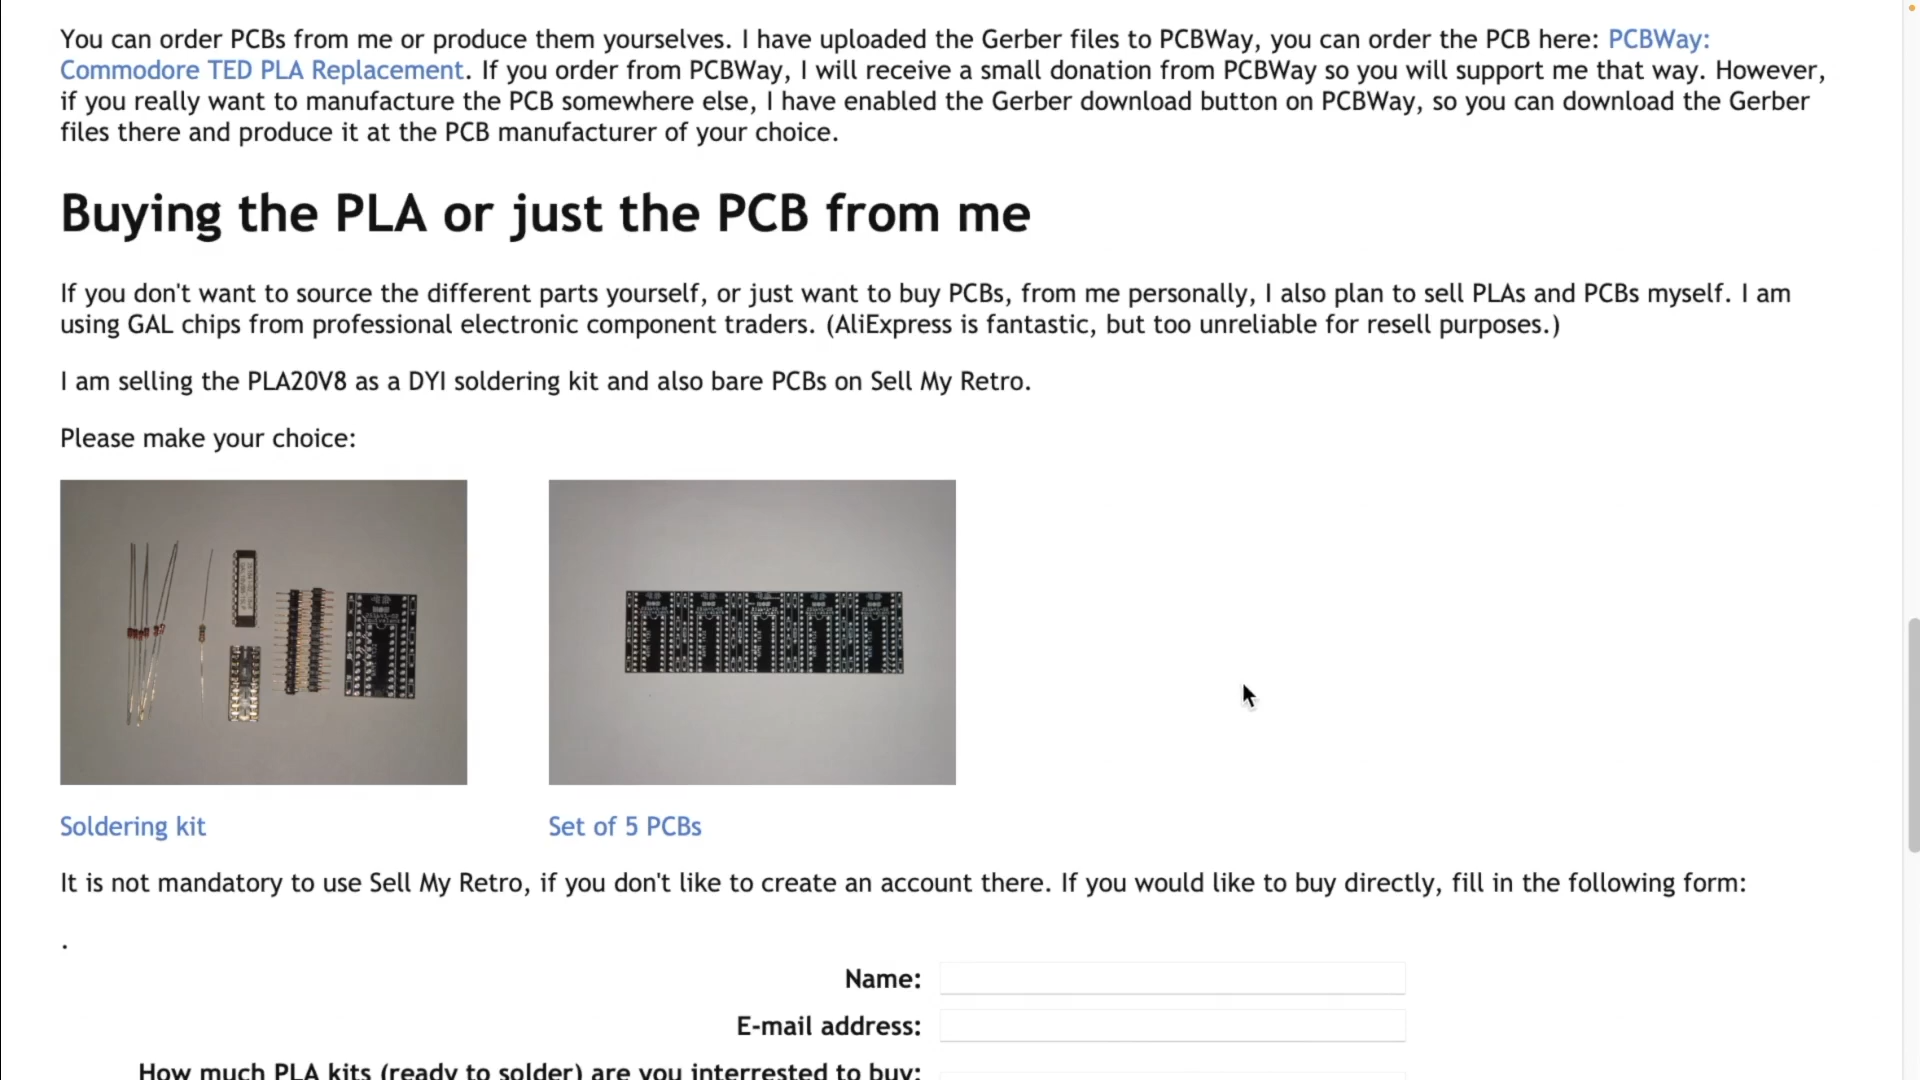 You can order PCBs from me or produce them yourselves. I have uploaded the Gerber files to PCBWay, you can order the PCB here: PCBWay:
Commodore TED PLA Replacement. If you order from PCBWay, I will receive a small donation from PCBWay so you will support me that way. However,
if you really want to manufacture the PCB somewhere else, I have enabled the Gerber download button on PCBWay, so you can download the Gerber
files there and produce it at the PCB manufacturer of your choice.
Buying the PLA or just the PCB from me
If you don't want to source the different parts yourself, or just want to buy PCBs, from me personally, I also plan to sell PLAs and PCBs myself. I am
using GAL chips from professional electronic component traders. (AliExpress is fantastic, but too unreliable for resell purposes.)
I am selling the PLA20V8 as a DYI soldering kit and also bare PCBs on Sell My Retro.
Please make your choice:
Soldering kit
Set of 5 PCBs
It is not mandatory to use Sell My Retro, if you don't like to create an account there. If you would like to buy directly, fill in the following form:
.
Name:
E-mail address:
How much PLA kits (ready to solder) are you interrested to buy: